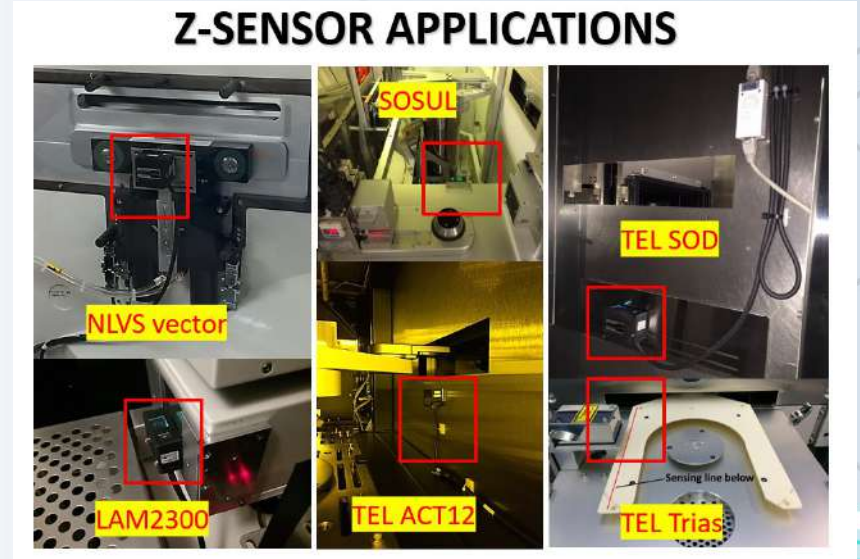 Z-SENSOR APPLICATIONS
SOSUL
TEL SOD
NLVS vector
LAM2300
TEL ACT12
Sensing line below
TEL Trias